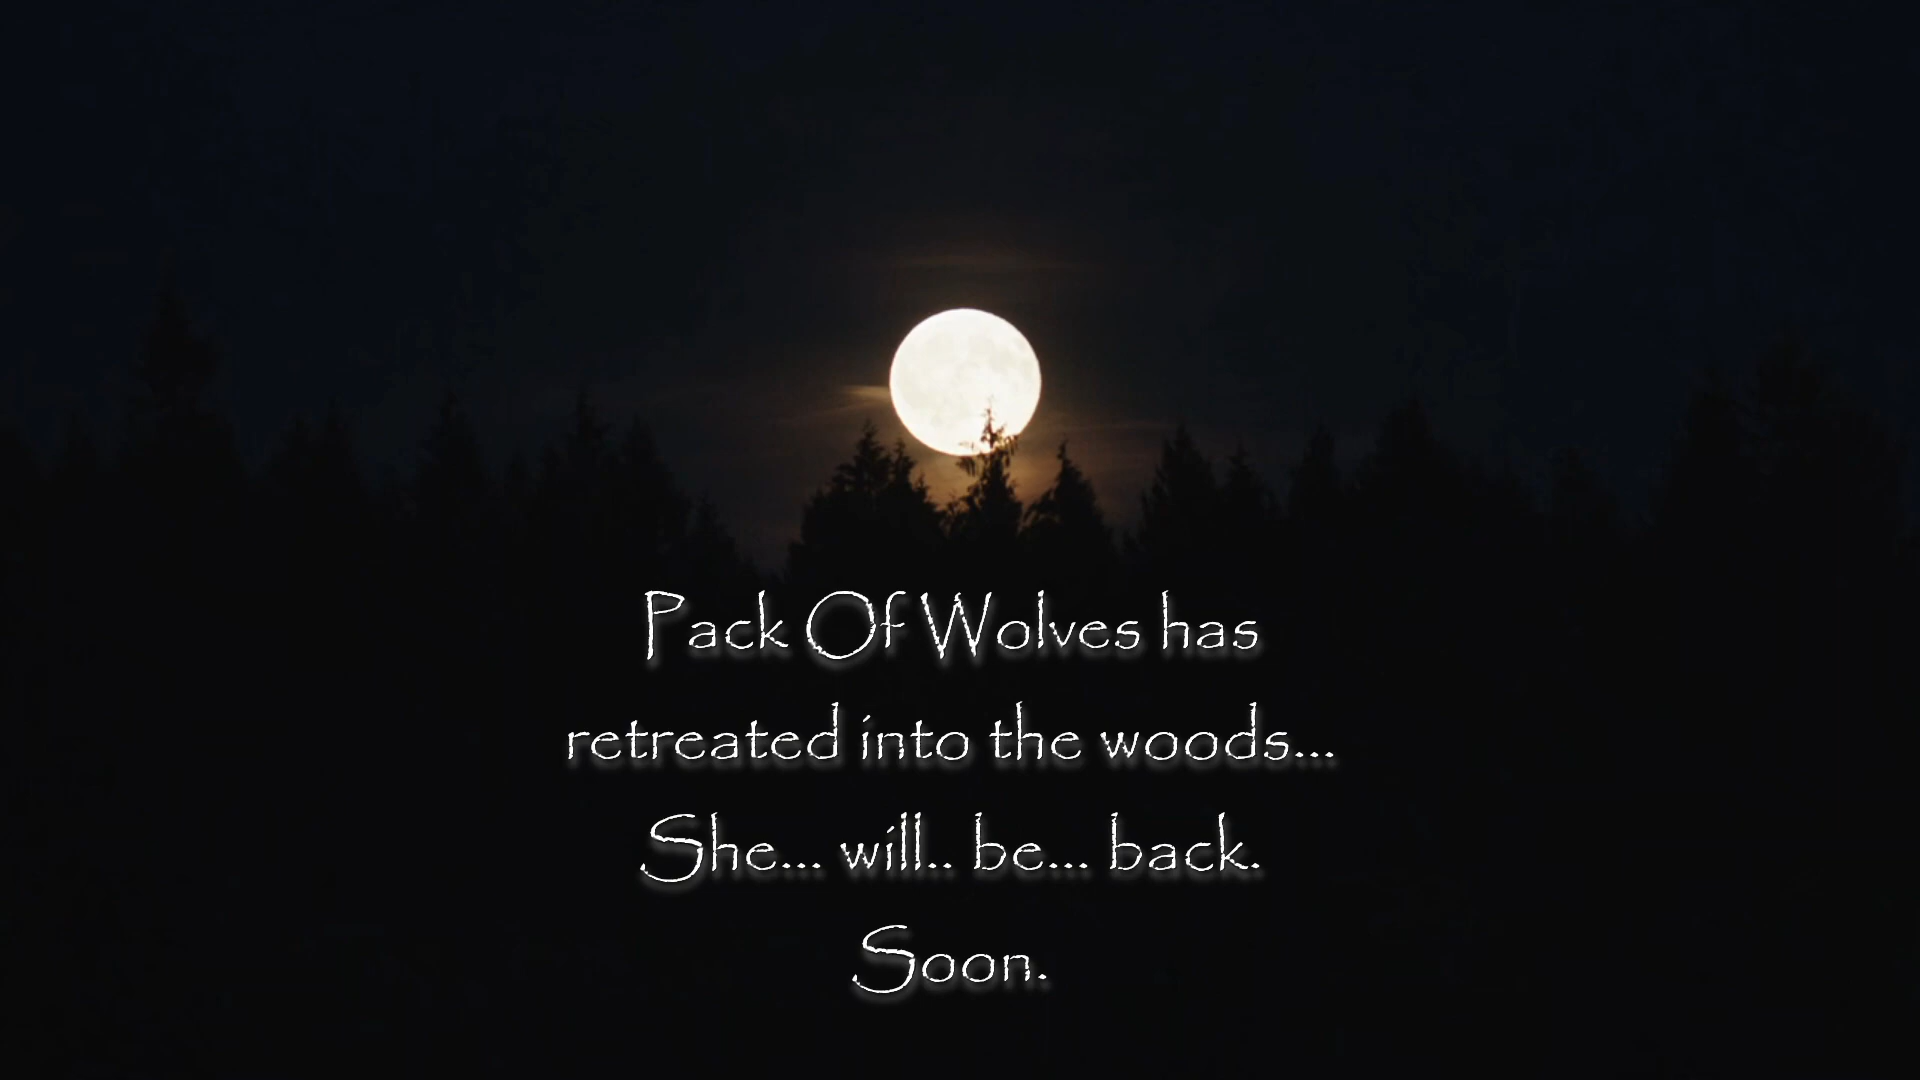 Pack Of Wolves has
retreated into the woods...
She... will.. be... back.
Soon.